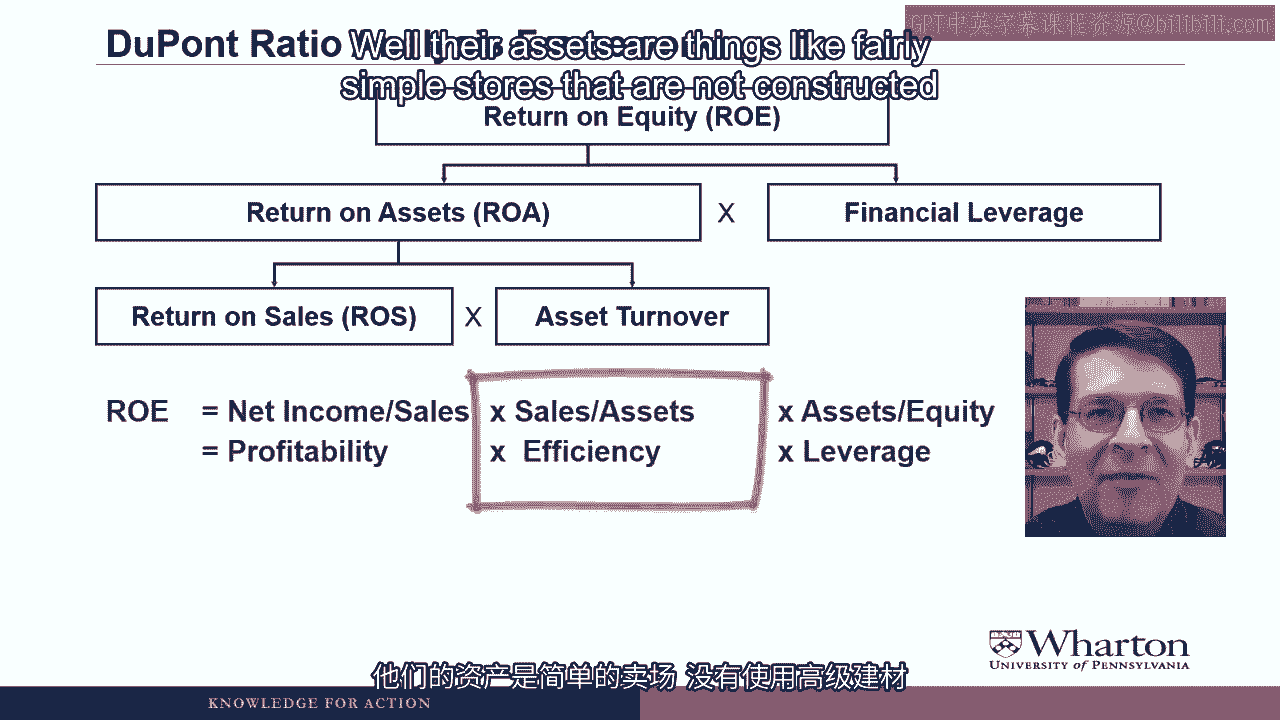 GPT中英字幕课程资源@bilibili.com
DuPont Ratio
Well their assets are things like fairly
simple stores that are not constructed
Return on Equity (ROE)
Return on Assets (ROA) X Financial Leverage
Return on Sales (ROS) X Asset Turnover
ROE = Net Income/Sales x Sales/Assets x Assets/Equity
= Profitability x Efficiency x Leverage
Wharton
UNIVERSITY of PENNSYLVANIA
他们的资产是简单的卖场 没有使用高级建材
KNOWLEDGE FOR ACTION